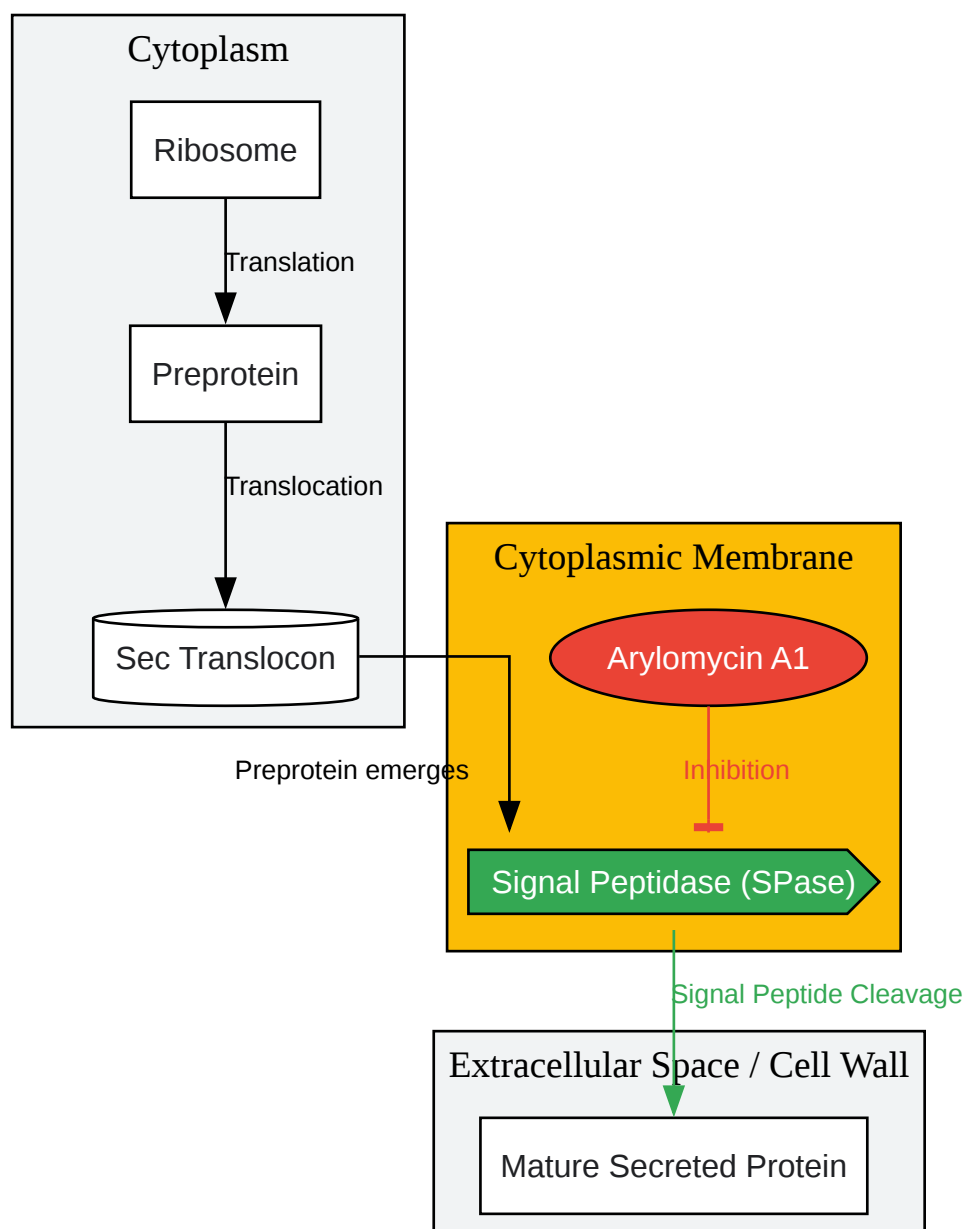 Cytoplasm
Ribosome
Translation
Preprotein
Translocation
Sec Translocon
Cytoplasmic Membrane
Arylomycin A1
Preprotein emerges
Inhibition
Signal Peptidase (SPase)
Signal Peptide Cleavage
Extracellular Space / Cell Wall
Mature Secreted Protein